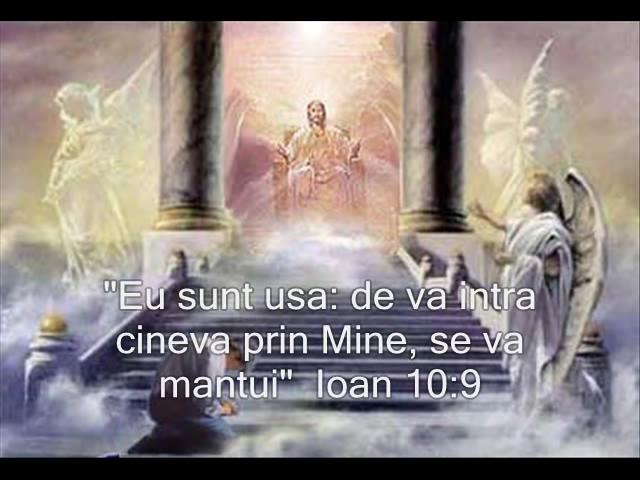 "Eu sunt usa: de va intra
cineva prin Mine, se va
mantui"  Ioan 10:9